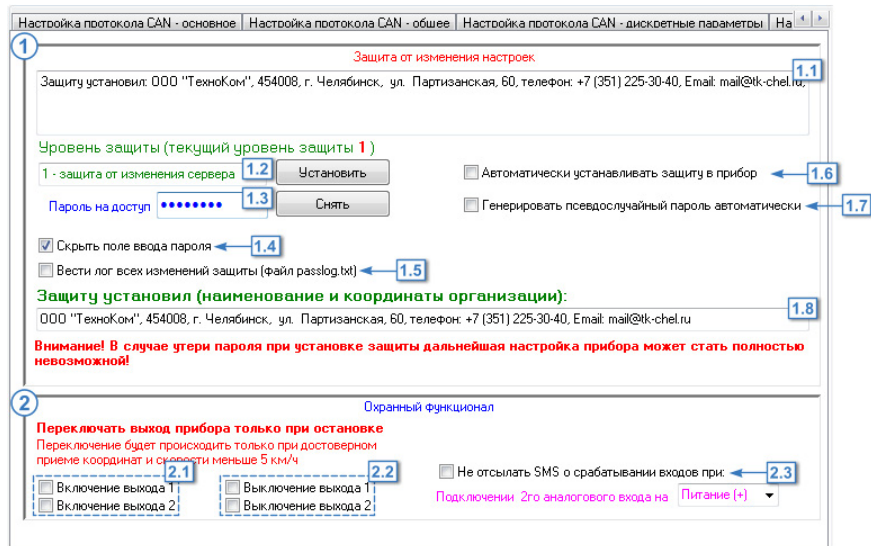 Настройка протокола CAN - основное Настройка протокола CAN - общее Настройка протокола CAN - дискретные параметры На
1
Защита от изменения настроек
1.1
Защиту установил: ООО "ТехноКом", 454008, г. Челябинск, ул. Партизанская, 60, телефон: +7 (351) 225-30-40, Email: mail@tk-chel.ru,
Уровень защиты (текущий уровень защиты 1 )
1 - защита от изменения сервера 1.2 Установить
Автоматически устанавливать защиту в прибор 1.6
Пароль на доступ •••••••• 1.3 Снять
Генерировать псевдослучайный пароль автоматически 1.7
Скрыть поле ввода пароля 1.4
Вести лог всех изменений защиты (файл passlog.txt) 1.5
Защиту установил (наименование и координаты организации):
1.8
ООО "ТехноКом", 454008, г. Челябинск, ул. Партизанская, 60, телефон: +7 (351) 225-30-40, Email: mail@tk-chel.ru
Внимание! В случае утери пароля при установке защиты дальнейшая настройка прибора может стать полностью
невозможной!
2
Охранный функционал
Переключать выход прибора только при остановке
Переключение будет происходить только при достоверном
приеме координат и скорости меньше 5 км/ч
2.1 2.2
Включение выхода 1 Выключение выхода 1
Включение выхода 2 Выключение выхода 2
Не отсылать SMS о срабатывании входов при: 2.3
Подключении 2го аналогового входа на Питание (+)